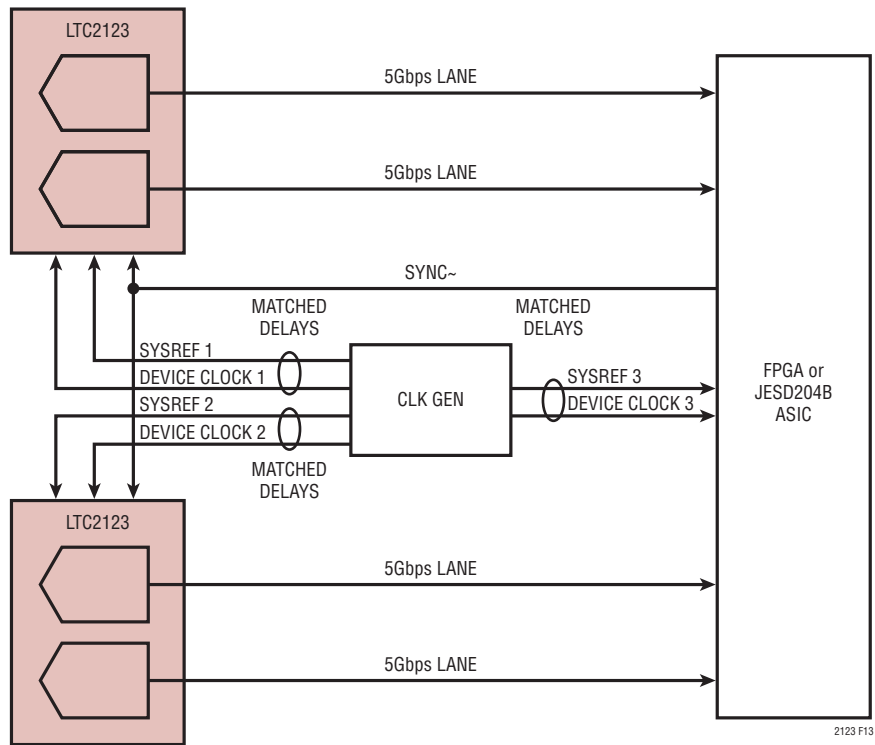 LTC2123
5Gbps LANE
5Gbps LANE
SYNC~
MATCHED
DELAYS
MATCHED
DELAYS
SYSREF 1
DEVICE CLOCK 1
SYSREF 2
DEVICE CLOCK 2
MATCHED
DELAYS
CLK GEN
SYSREF 3
DEVICE CLOCK 3
FPGA or
JESD204B
ASIC
LTC2123
5Gbps LANE
5Gbps LANE
2123 F13